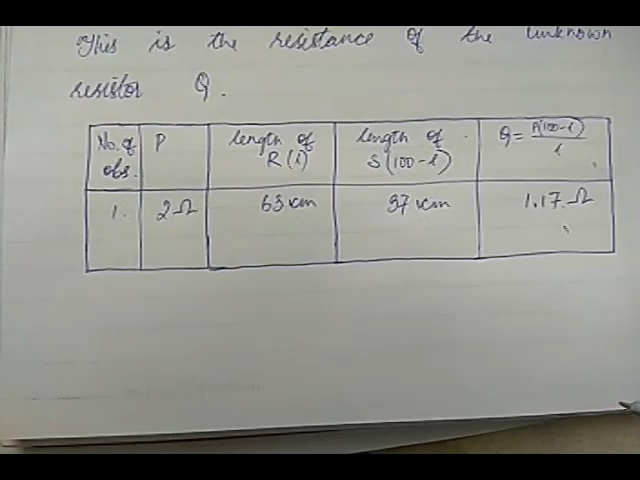 This is the resistance of the unknown
resistor Q.
No. of obs. P length of R(l) length of S(100-l) Q = P(100-l)/l
1. 2Ω 63 cm 37 cm 1.17 Ω